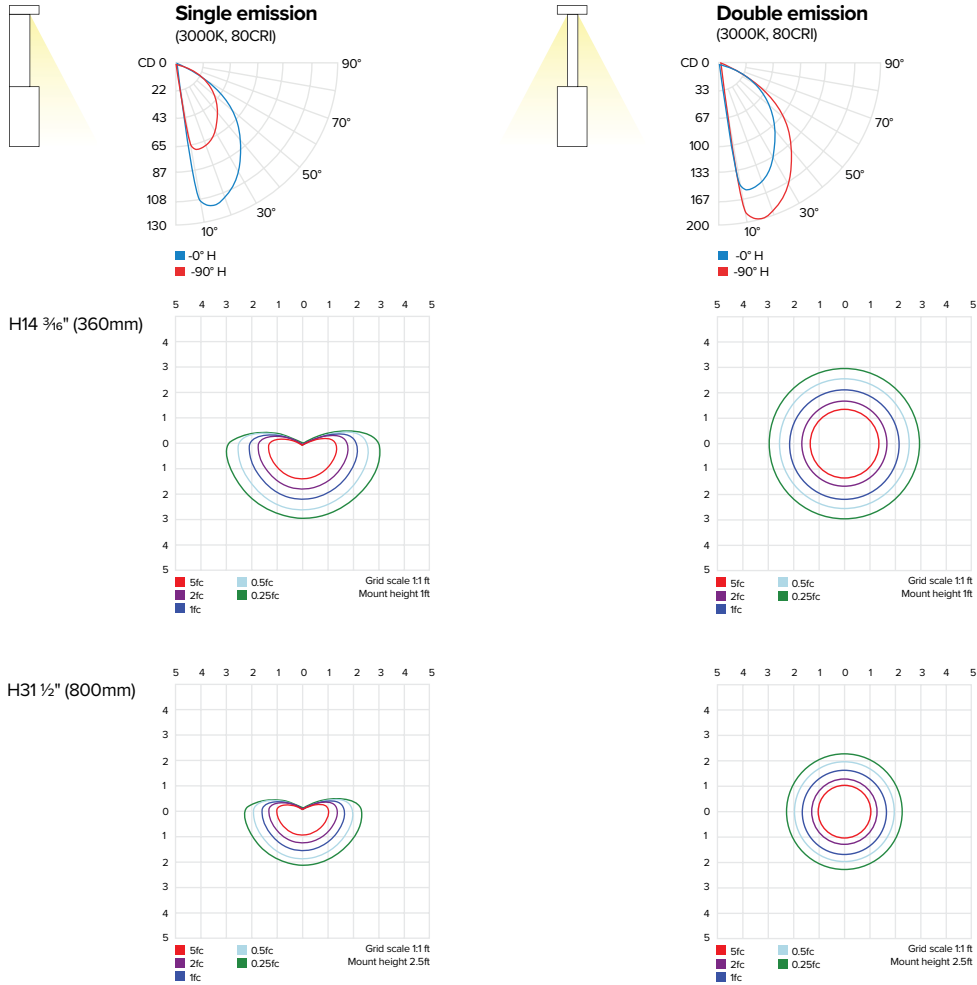 Single emission
(3000K, 80CRI)
CD 0
22
43
65
87
108
130
90°
70°
50°
30°
10°
-0° H
-90° H
Double emission
(3000K, 80CRI)
CD 0
33
67
100
133
167
200
90°
70°
50°
30°
10°
-0° H
-90° H
H14 3⁄16" (360mm)
5 4 3 2 1 0 1 2 3 4 5
4
3
2
1
0
1
2
3
4
5
5fc
2fc
1fc
0.5fc
0.25fc
Grid scale 1:1 ft
Mount height 1ft
5 4 3 2 1 0 1 2 3 4 5
4
3
2
1
0
1
2
3
4
5
5fc
2fc
1fc
0.5fc
0.25fc
Grid scale 1:1 ft
Mount height 1ft
H31 ½" (800mm)
5 4 3 2 1 0 1 2 3 4 5
4
3
2
1
0
1
2
3
4
5
5fc
2fc
1fc
0.5fc
0.25fc
Grid scale 1:1 ft
Mount height 2.5ft
5 4 3 2 1 0 1 2 3 4 5
4
3
2
1
0
1
2
3
4
5
5fc
2fc
1fc
0.5fc
0.25fc
Grid scale 1:1 ft
Mount height 2.5ft